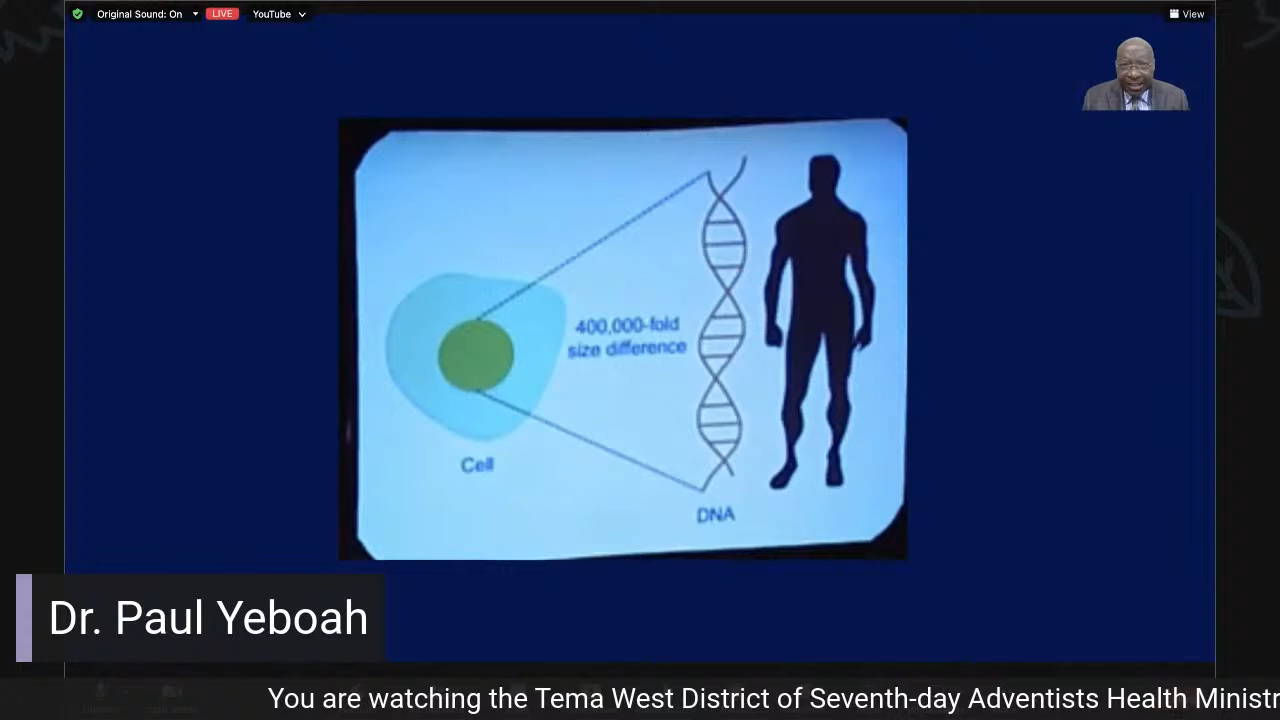 Original Sound: On
LIVE
YouTube
View
400,000-fold
size difference
Cell
DNA
Dr. Paul Yeboah
You are watching the Tema West District of Seventh-day Adventists Health Ministr